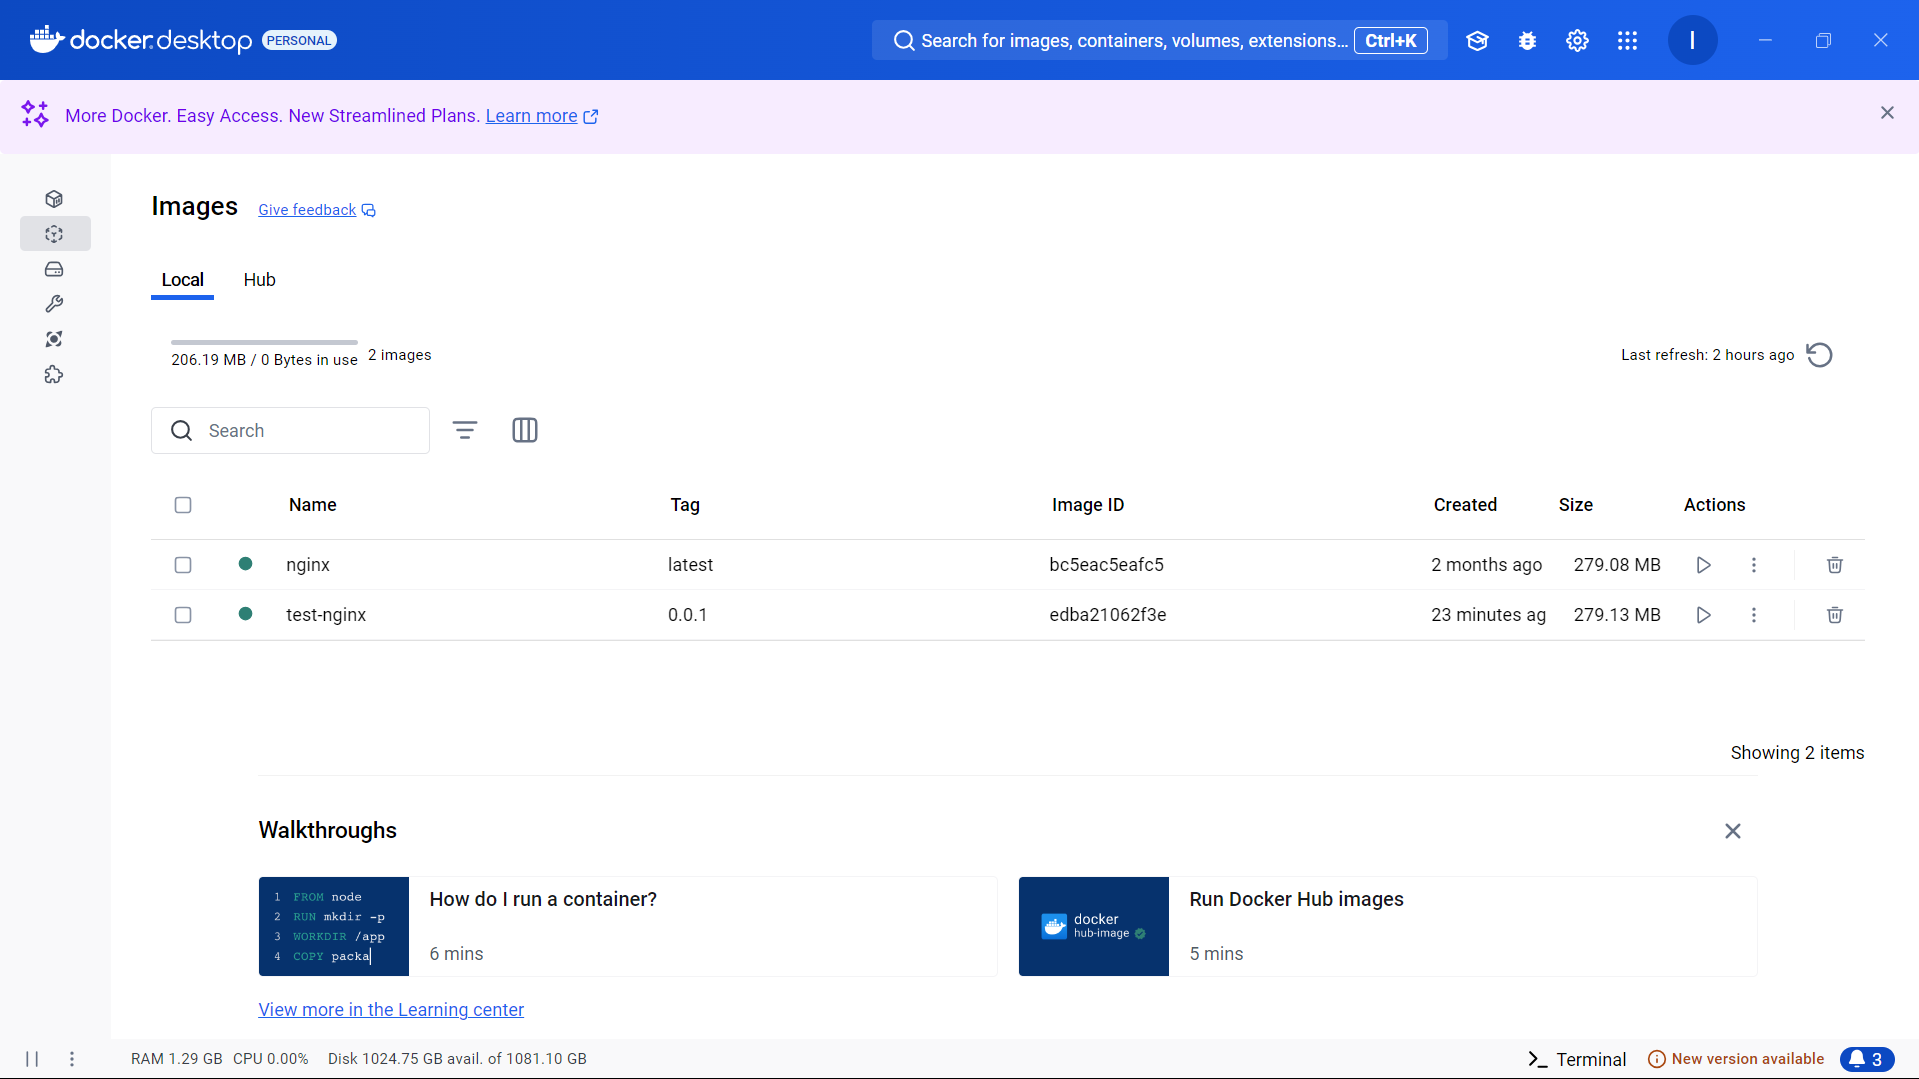 docker.desktop PERSONAL
Search for images, containers, volumes, extensions... Ctrl+K
I
More Docker. Easy Access. New Streamlined Plans. Learn more
Images Give feedback
Local Hub
206.19 MB / 0 Bytes in use 2 images
Last refresh: 2 hours ago
Search
Name Tag Image ID Created Size Actions
nginx latest bc5eac5eafc5 2 months ago 279.08 MB
test-nginx 0.0.1 edba21062f3e 23 minutes ag 279.13 MB
Showing 2 items
Walkthroughs
1 FROM node
2 RUN mkdir -p
3 WORKDIR /app
4 COPY packa
How do I run a container?
6 mins
docker
hub-image
Run Docker Hub images
5 mins
View more in the Learning center
RAM 1.29 GB CPU 0.00% Disk 1024.75 GB avail. of 1081.10 GB
Terminal New version available 3